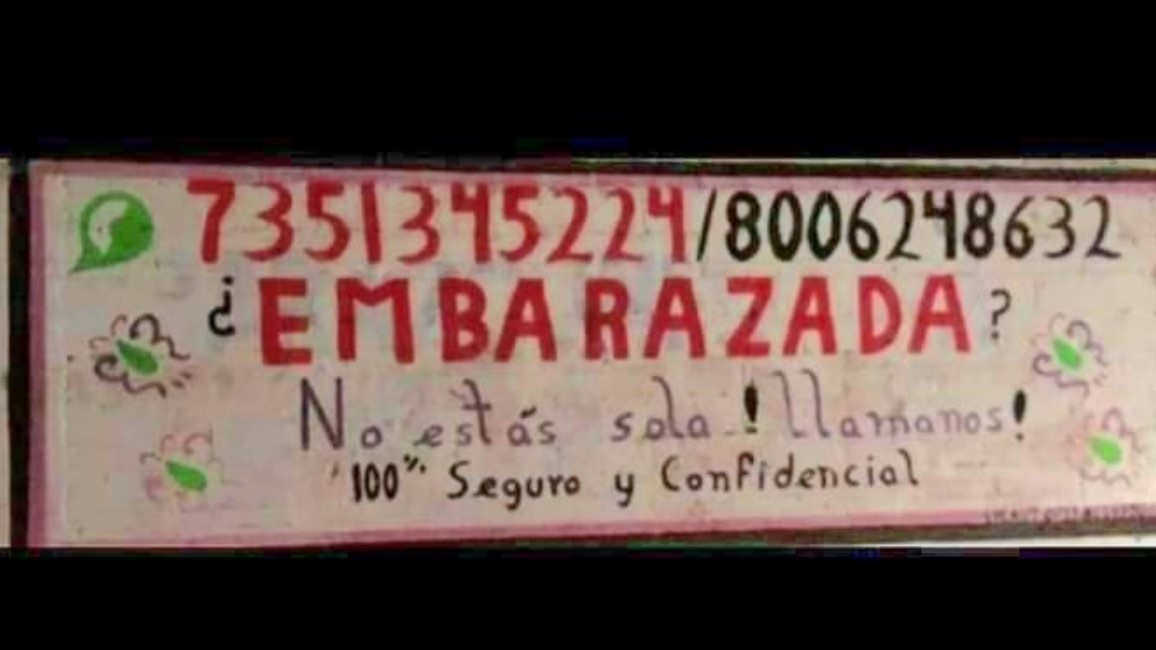 7351345224/8006248632
¿EMBARAZADA?
No estás sola ! llamanos!
100% Seguro y Confidencial